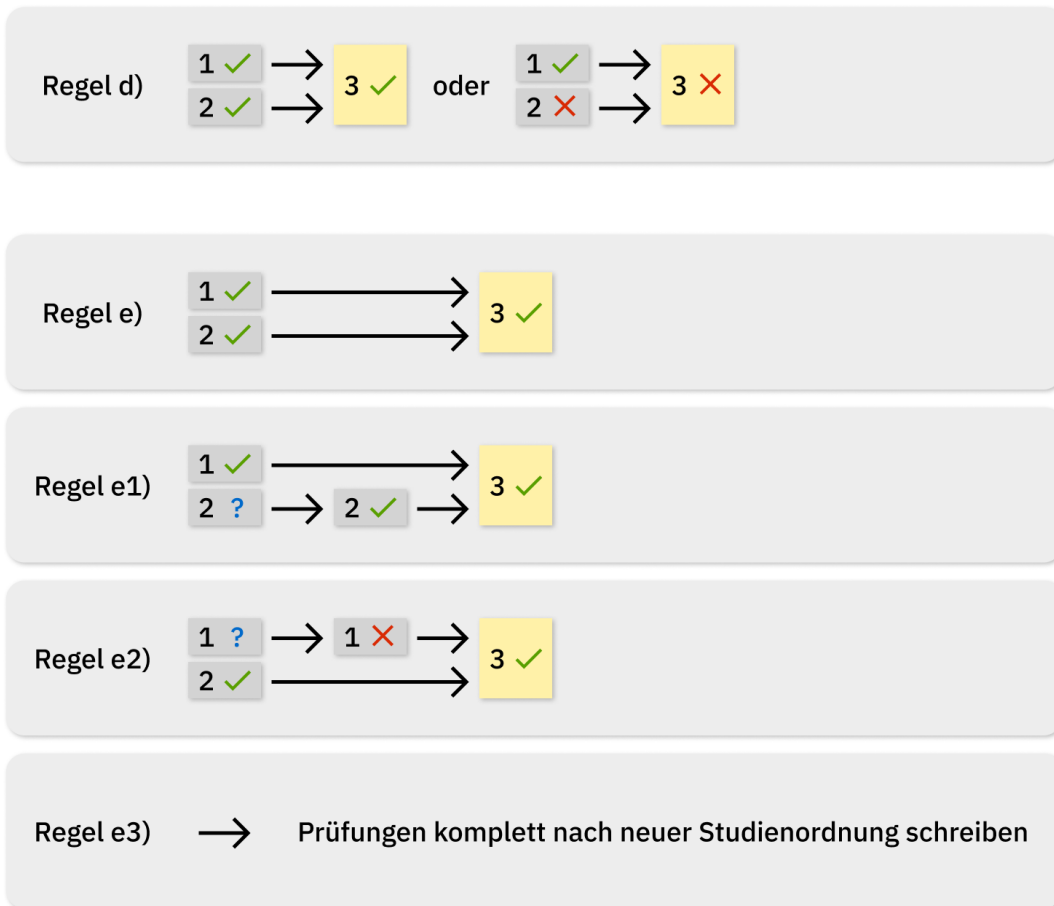 Regel d) 1 ✓ → 3 ✓ oder 1 ✓ → 3 ✗
2 ✓ → 2 ✗ →
Regel e) 1 ✓ → 3 ✓
2 ✓ →
Regel e1) 1 ✓ → 3 ✓
2 ? → 2 ✓ →
Regel e2) 1 ? → 1 ✗ → 3 ✓
2 ✓ →
Regel e3) → Prüfungen komplett nach neuer Studienordnung schreiben